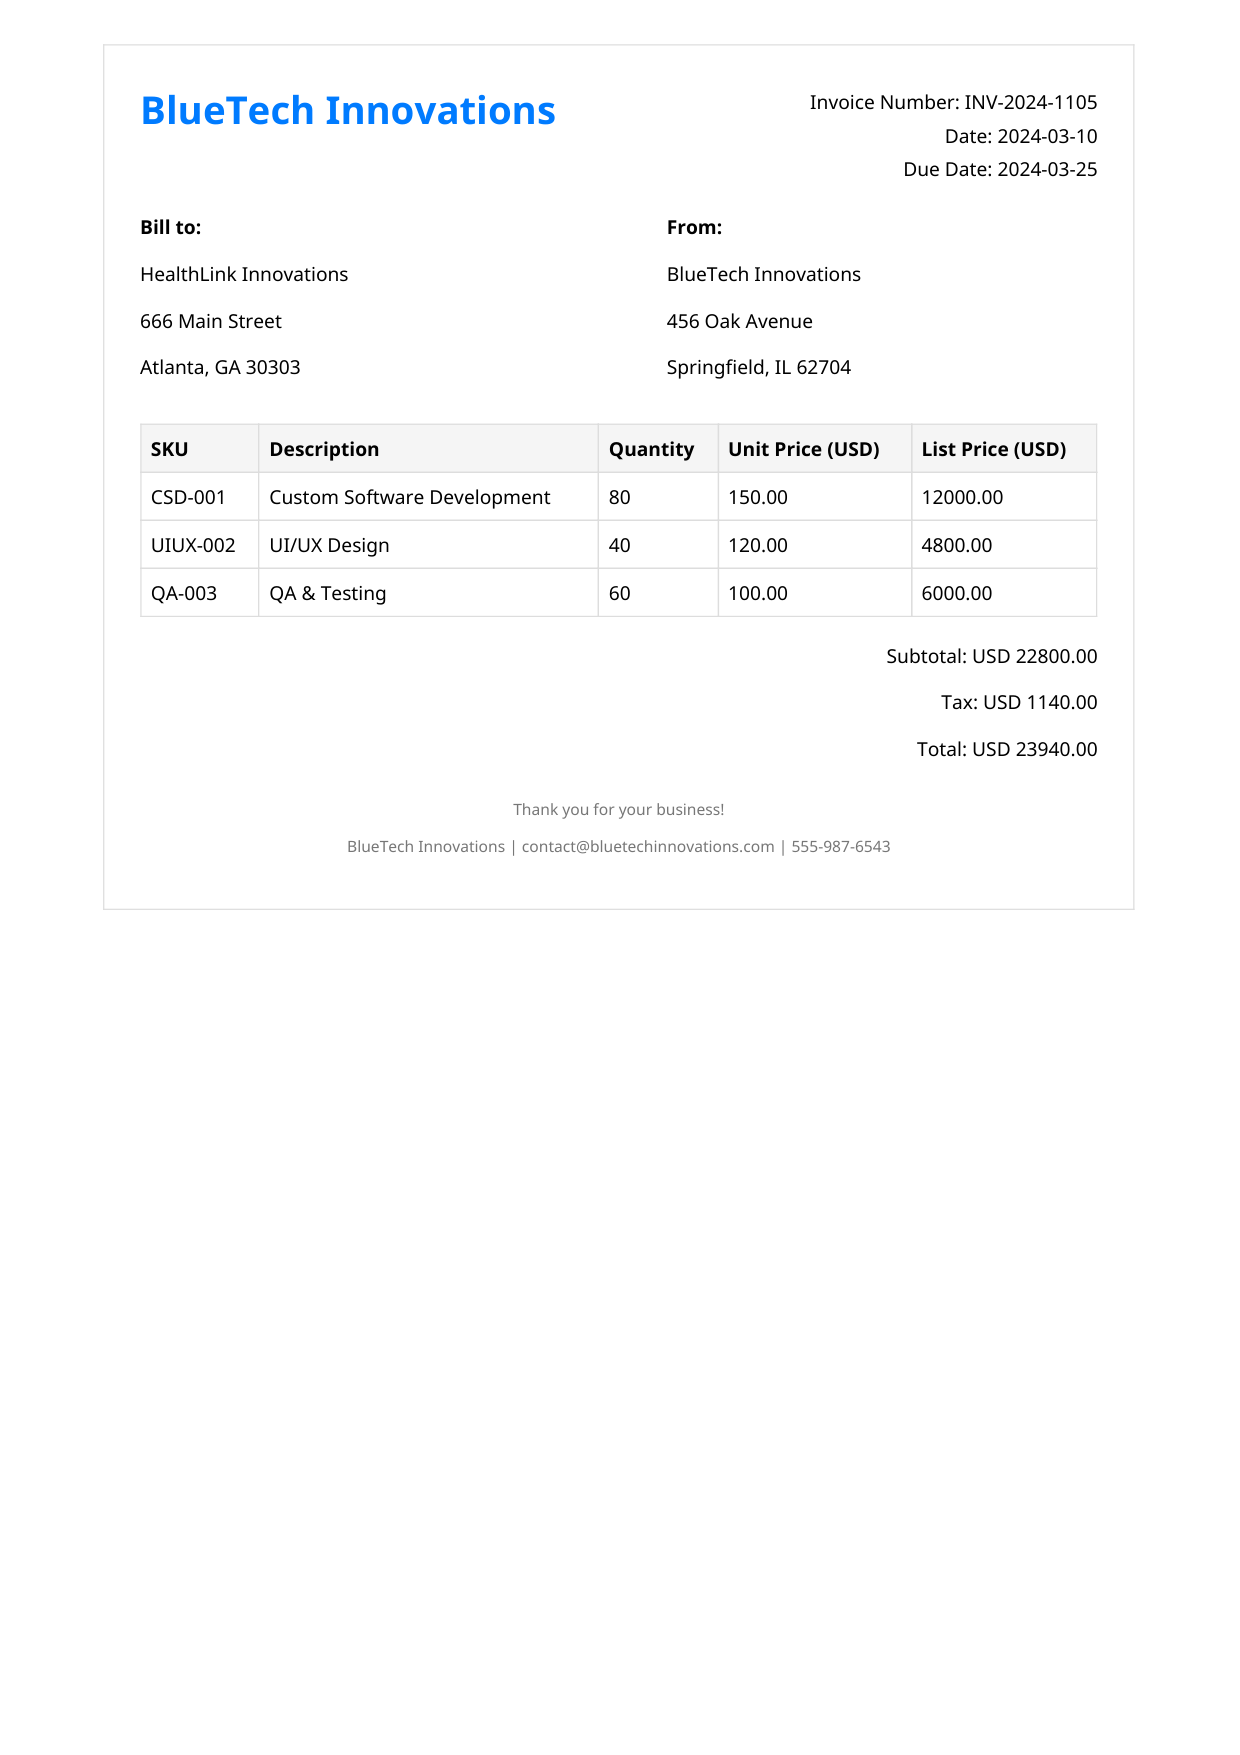 BlueTech Innovations
Invoice Number: INV-2024-1105
Date: 2024-03-10
Due Date: 2024-03-25
Bill to:
HealthLink Innovations
666 Main Street
Atlanta, GA 30303
From:
BlueTech Innovations
456 Oak Avenue
Springfield, IL 62704
SKU Description Quantity Unit Price (USD) List Price (USD)
CSD-001 Custom Software Development 80 150.00 12000.00
UIUX-002 UI/UX Design 40 120.00 4800.00
QA-003 QA & Testing 60 100.00 6000.00
Subtotal: USD 22800.00
Tax: USD 1140.00
Total: USD 23940.00
Thank you for your business!
BlueTech Innovations | contact@bluetechinnovations.com | 555-987-6543